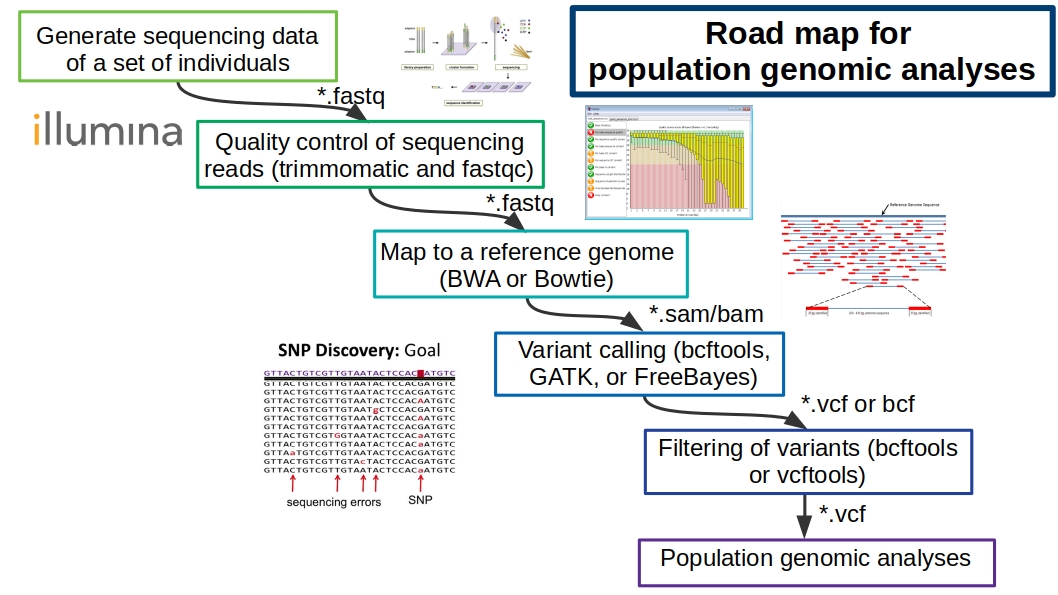 Generate sequencing data
of a set of individuals
Road map for
population genomic analyses
*.fastq
illumina
library preparation
cluster formation
sequencing
sequence identification
Quality control of sequencing
reads (trimmomatic and fastqc)
*.fastq
Reference Genome Sequence
Map to a reference genome
(BWA or Bowtie)
*.sam/bam
Variant calling (bcftools,
GATK, or FreeBayes)
SNP Discovery: Goal
GTTACTGTCGTTGTAATACTCCAC ATGTC
GTTACTGTCGTTGTAATACTCCACGATGTC
GTTACTGTCGTTGTAATACTCCACGATGTC
GTTACTGTCGTTGTAATACTCCACAATGTC
GTTACTGTCGTTGTAATgCTCCACGATGTC
GTTACTGTCGTTGTAATACTCCACAATGTC
GTTACTGTCGTTGTAATACTCCACGATGTC
GTTACTGTCGTGGTAATACTCCACaATGTC
GTTACTGTCGTTGTAATACTCCACaATGTC
GTTAaTGTCGTTGTAATACTCCACGATGTC
GTTACTGTCGTTGTAcTACTCCACGATGTC
GTTACTGTCGTTGTAATACTCCACaATGTC
sequencing errors
SNP
*.vcf or bcf
Filtering of variants (bcftools
or vcftools)
*.vcf
Population genomic analyses